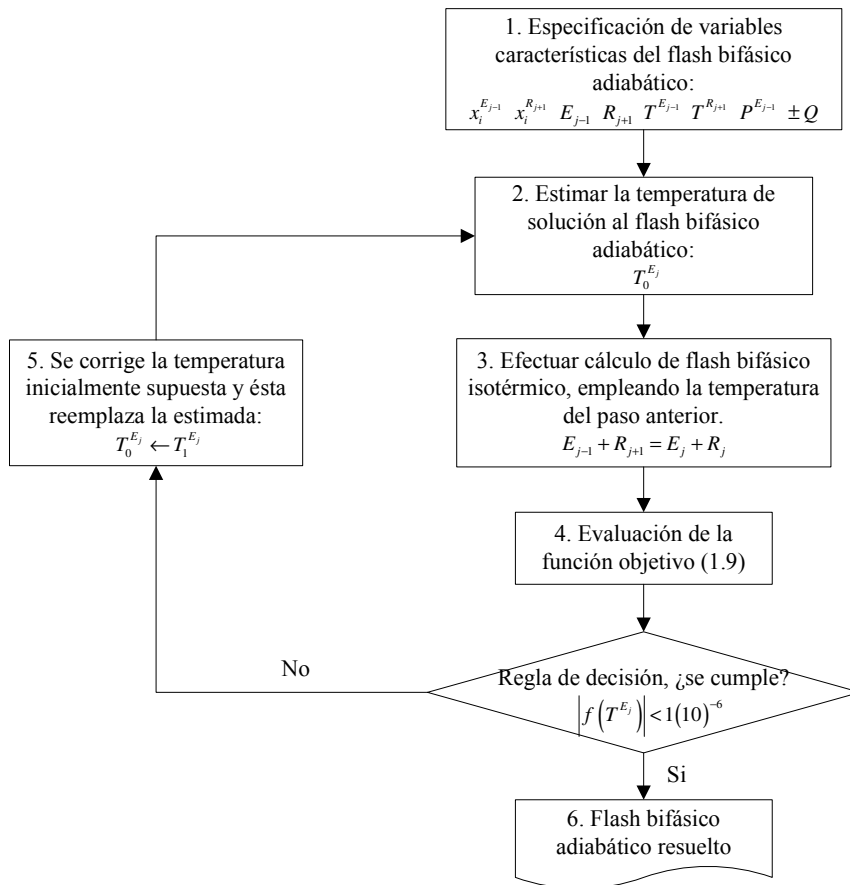 1. Especificación de variables
características del flash bifásico
adiabático:
x_i^{E_{j-1}} x_i^{R_{j+1}} E_{j-1} R_{j+1} T^{E_{j-1}} T^{R_{j+1}} P^{E_{j-1}} ±Q
2. Estimar la temperatura de
solución al flash bifásico
adiabático:
T_0^{E_j}
3. Efectuar cálculo de flash bifásico
isotérmico, empleando la temperatura
del paso anterior.
E_{j-1} + R_{j+1} = E_j + R_j
4. Evaluación de la
función objetivo (1.9)
Regla de decisión, ¿se cumple?
|f(T^{E_j})| < 1(10)^{-6}
No
5. Se corrige la temperatura
inicialmente supuesta y ésta
reemplaza la estimada:
T_0^{E_j} ← T_1^{E_j}
Si
6. Flash bifásico
adiabático resuelto